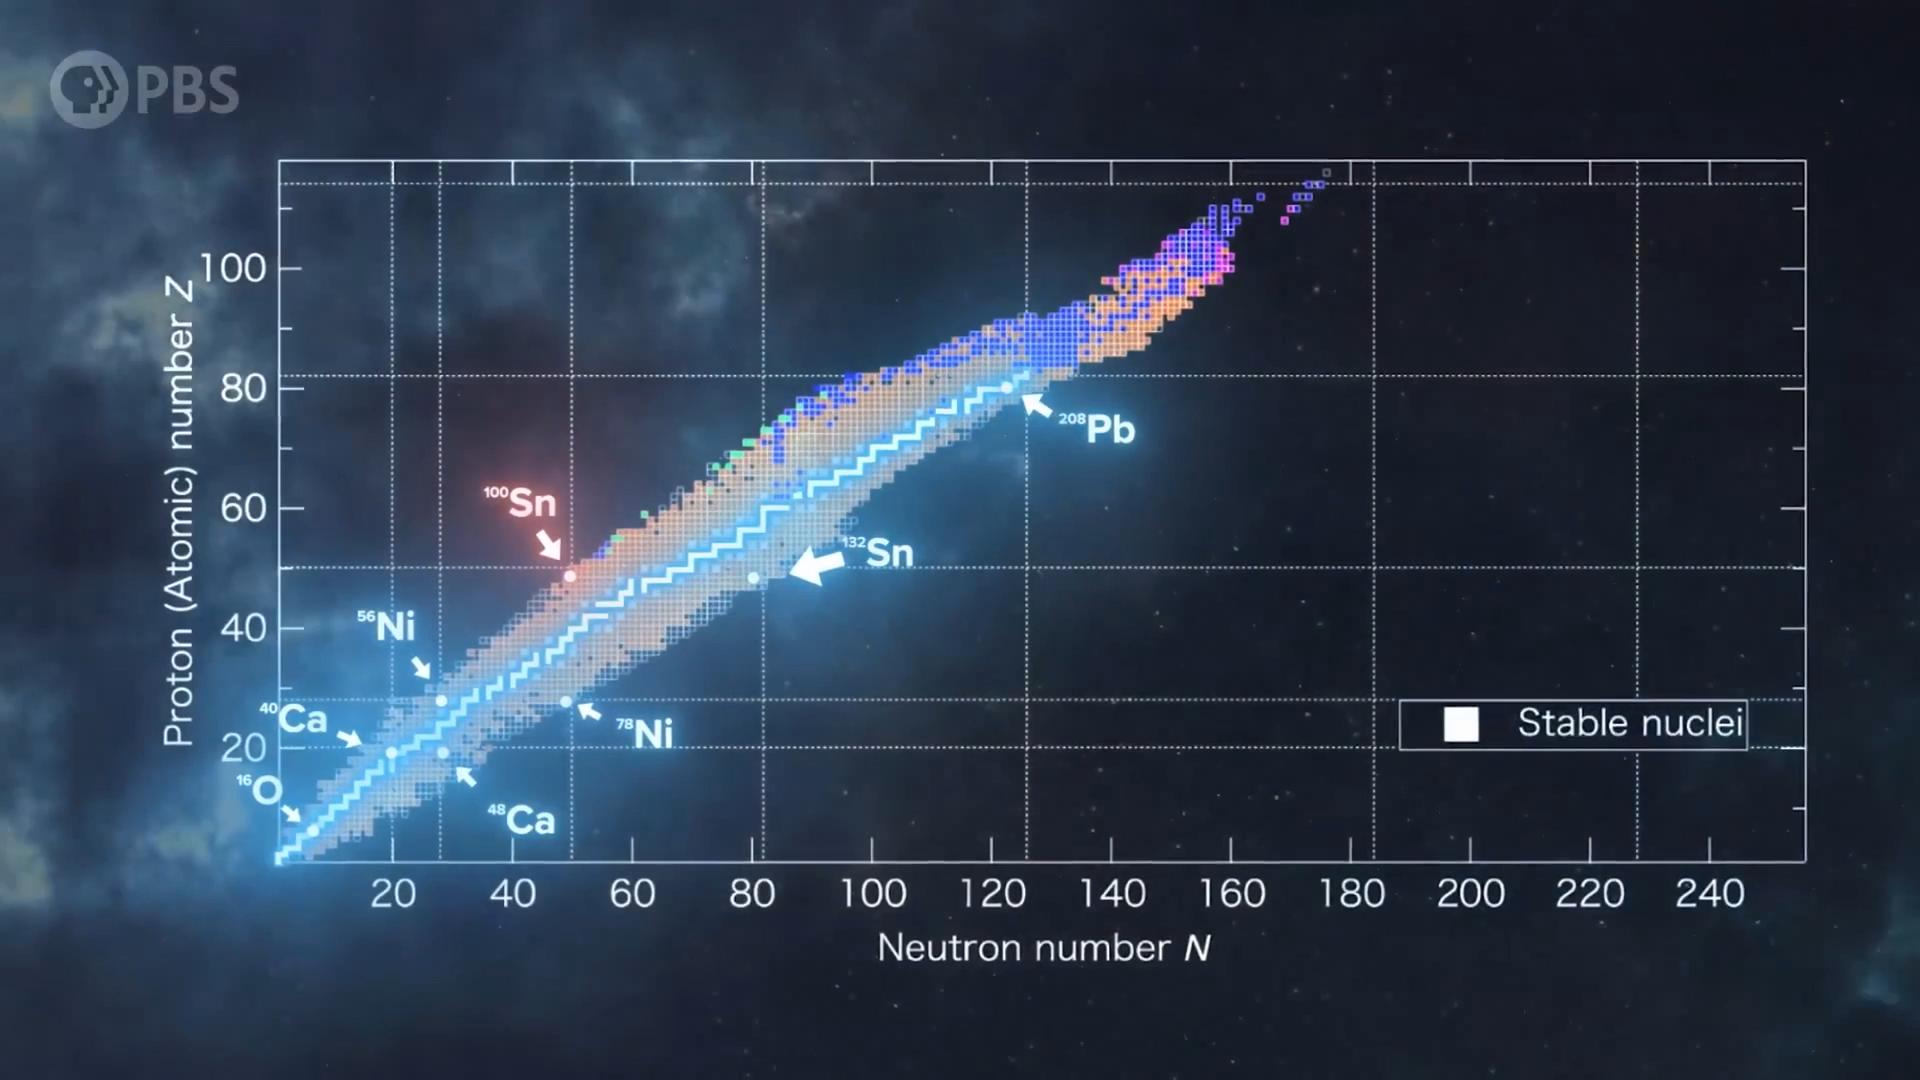 PBS
Proton (Atomic) number Z
100
80
60
40
20
¹⁰⁰Sn
⁵⁶Ni
⁴⁰Ca
¹⁶O
²⁰⁸Pb
¹³²Sn
⁷⁸Ni
⁴⁸Ca
Stable nuclei
20 40 60 80 100 120 140 160 180 200 220 240
Neutron number N